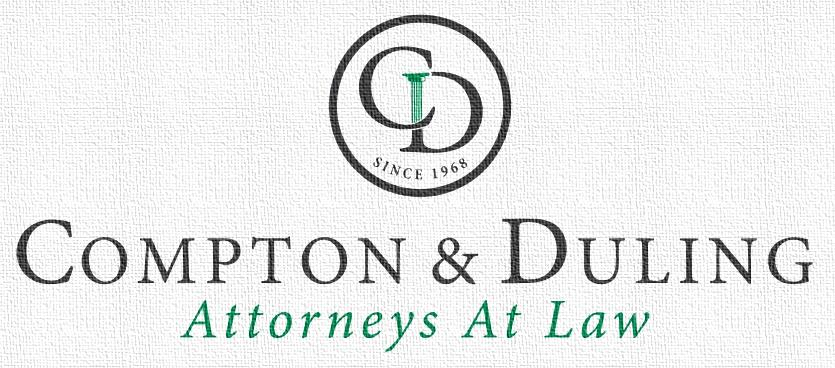 CD
SINCE 1968
COMPTON & DULING
Attorneys At Law